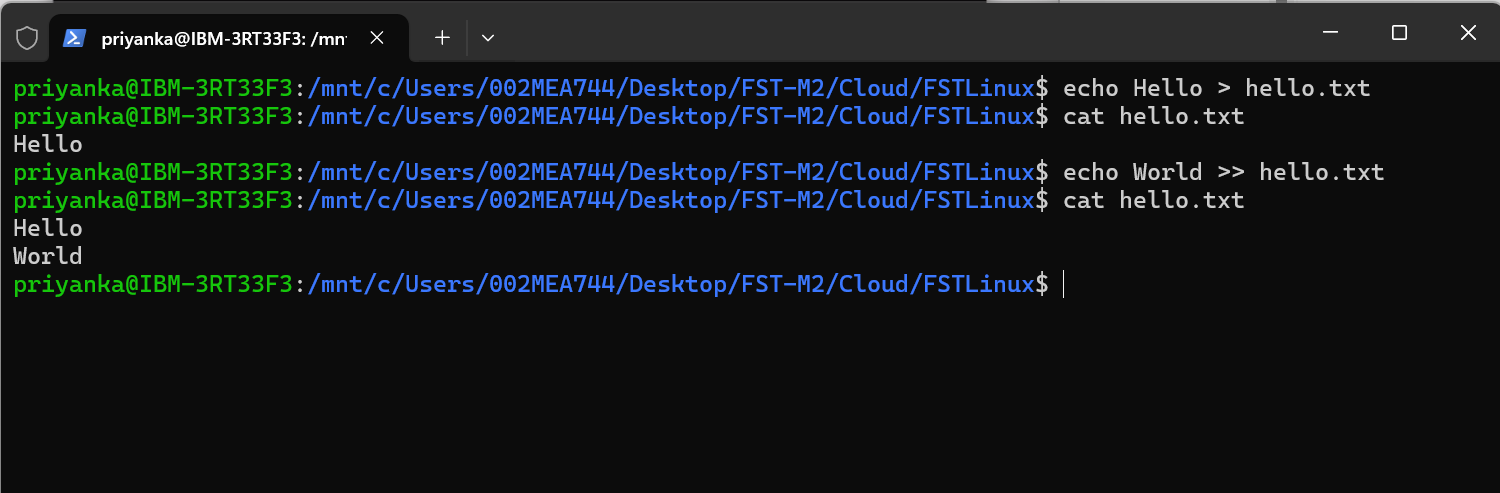 priyanka@IBM-3RT33F3: /mnt
priyanka@IBM-3RT33F3:/mnt/c/Users/002MEA744/Desktop/FST-M2/Cloud/FSTLinux$ echo Hello > hello.txt
priyanka@IBM-3RT33F3:/mnt/c/Users/002MEA744/Desktop/FST-M2/Cloud/FSTLinux$ cat hello.txt
Hello
priyanka@IBM-3RT33F3:/mnt/c/Users/002MEA744/Desktop/FST-M2/Cloud/FSTLinux$ echo World >> hello.txt
priyanka@IBM-3RT33F3:/mnt/c/Users/002MEA744/Desktop/FST-M2/Cloud/FSTLinux$ cat hello.txt
Hello
World
priyanka@IBM-3RT33F3:/mnt/c/Users/002MEA744/Desktop/FST-M2/Cloud/FSTLinux$